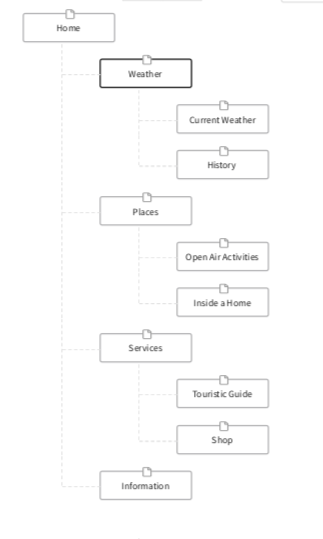 Home
Weather
Current Weather
History
Places
Open Air Activities
Inside a Home
Services
Touristic Guide
Shop
Information